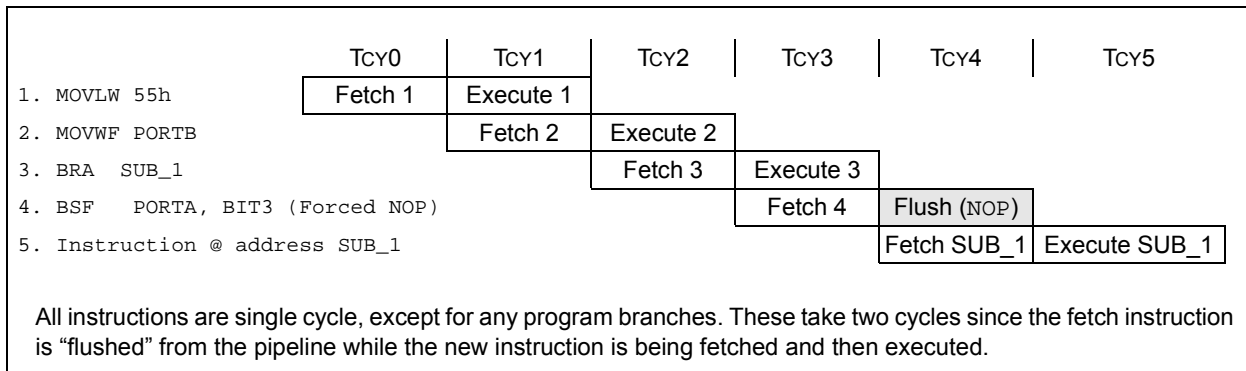 TCY0 TCY1 TCY2 TCY3 TCY4 TCY5
1. MOVLW 55h Fetch 1 Execute 1
2. MOVWF PORTB Fetch 2 Execute 2
3. BRA SUB_1 Fetch 3 Execute 3
4. BSF PORTA, BIT3 (Forced NOP) Fetch 4 Flush (NOP)
5. Instruction @ address SUB_1 Fetch SUB_1 Execute SUB_1
All instructions are single cycle, except for any program branches. These take two cycles since the fetch instruction
is “flushed” from the pipeline while the new instruction is being fetched and then executed.